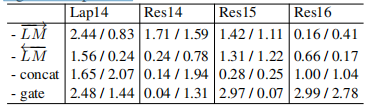 Lap14 Res14 Res15 Res16
- LM 2.44 / 0.83 1.71 / 1.59 1.42 / 1.11 0.16 / 0.41
- LM 1.56 / 0.24 0.24 / 0.78 1.31 / 1.22 0.66 / 0.17
- concat 1.65 / 2.07 0.14 / 1.94 0.28 / 0.25 1.00 / 1.04
- gate 2.48 / 1.44 0.04 / 1.31 2.97 / 0.07 2.99 / 2.78